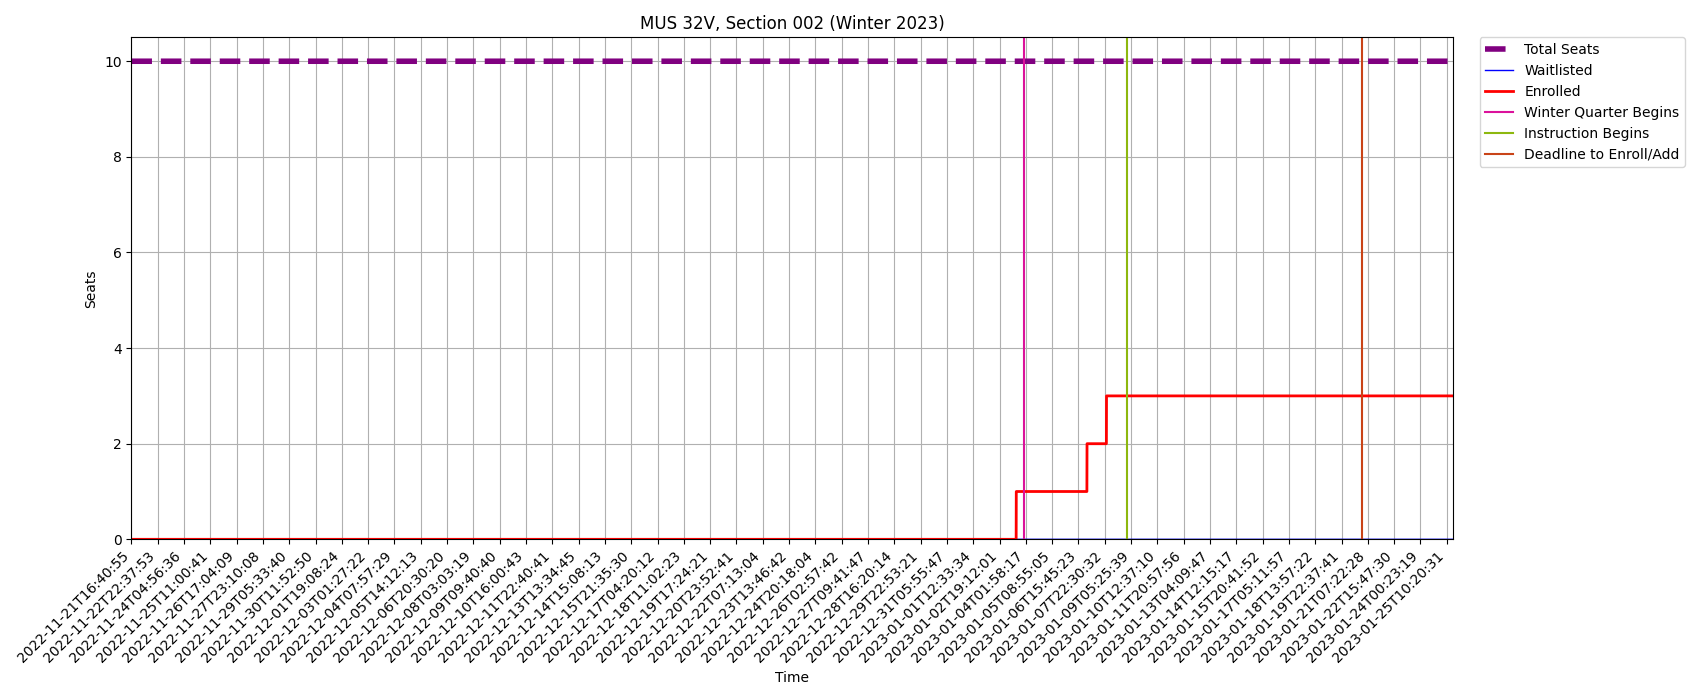 MUS 32V, Section 002 (Winter 2023)
Total Seats
Waitlisted
Enrolled
Winter Quarter Begins
Instruction Begins
Deadline to Enroll/Add
Seats
10
8
6
4
2
0
2022-11-21T16:40:55
2022-11-22T22:37:53
2022-11-24T04:56:36
2022-11-25T11:00:41
2022-11-26T17:04:09
2022-11-27T23:10:08
2022-11-29T05:33:40
2022-11-30T11:52:50
2022-12-01T19:08:24
2022-12-03T01:27:22
2022-12-04T07:57:29
2022-12-05T14:12:13
2022-12-06T20:30:20
2022-12-08T03:03:19
2022-12-09T09:40:40
2022-12-10T16:00:43
2022-12-11T22:40:41
2022-12-13T13:34:45
2022-12-14T15:08:13
2022-12-15T21:35:30
2022-12-17T04:20:12
2022-12-18T11:02:23
2022-12-19T17:24:21
2022-12-20T23:52:41
2022-12-22T07:13:04
2022-12-23T13:46:42
2022-12-24T20:18:04
2022-12-26T02:57:42
2022-12-27T09:41:47
2022-12-28T16:20:14
2022-12-29T22:53:21
2022-12-31T05:55:47
2023-01-01T12:33:34
2023-01-02T19:12:01
2023-01-04T01:58:17
2023-01-05T08:55:05
2023-01-06T15:45:23
2023-01-07T22:30:32
2023-01-09T05:25:39
2023-01-10T12:37:10
2023-01-11T20:57:56
2023-01-13T04:09:47
2023-01-14T12:15:17
2023-01-15T20:41:52
2023-01-17T05:11:57
2023-01-18T13:57:22
2023-01-19T22:37:41
2023-01-21T07:22:28
2023-01-22T15:47:30
2023-01-24T00:23:19
2023-01-25T10:20:31
Time